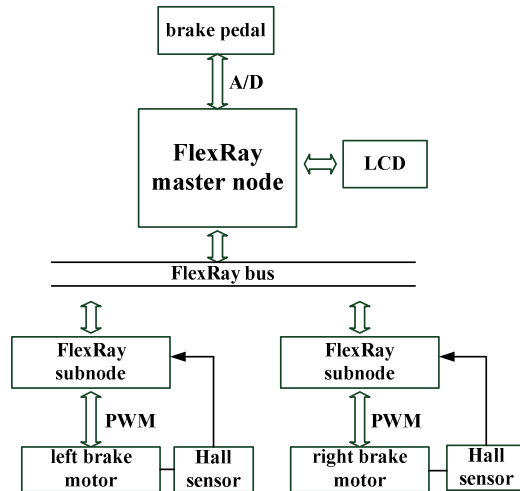 brake pedal
A/D
FlexRay
master node
LCD
FlexRay bus
FlexRay
subnode
FlexRay
subnode
PWM
PWM
left brake
motor
Hall
sensor
right brake
motor
Hall
sensor